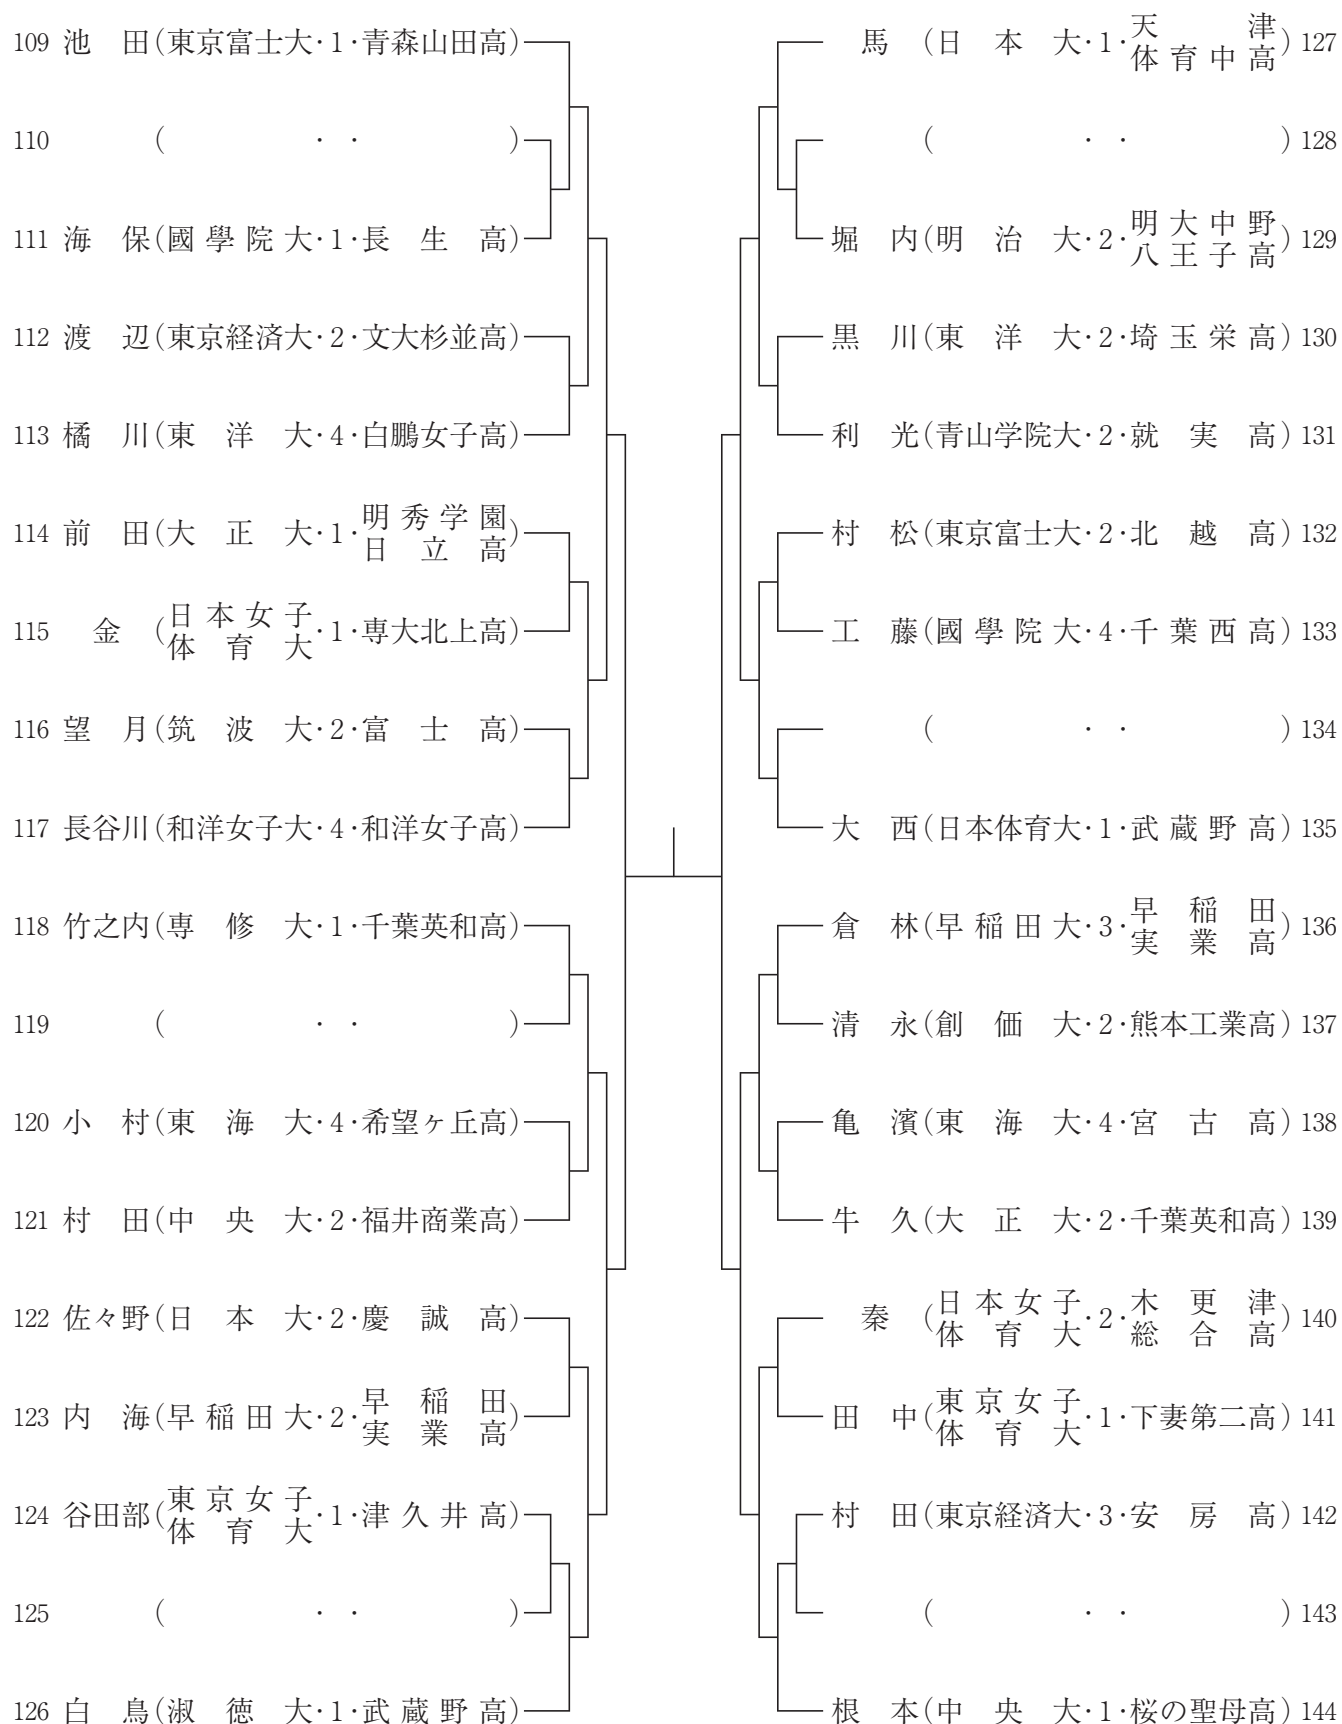 109 池 田(東京富士大・1・青森山田高)
110 ( ・ ・ )
111 海 保(國學院大・1・長生高)
112 渡 辺(東京経済大・2・文大杉並高)
113 橘 川(東洋大・4・白鵬女子高)
114 前 田(大正大・1・明秀学園日立高)
115 金 (日本女子体育大・1・専大北上高)
116 望 月(筑波大・2・富士高)
117 長谷川(和洋女子大・4・和洋女子高)
118 竹之内(専修大・1・千葉英和高)
119 ( ・ ・ )
120 小 村(東海大・4・希望ヶ丘高)
121 村 田(中央大・2・福井商業高)
122 佐々野(日本大・2・慶誠高)
123 内 海(早稲田大・2・早稲田実業高)
124 谷田部(東京女子体育大・1・津久井高)
125 ( ・ ・ )
126 白 鳥(淑徳大・1・武蔵野高)
馬 (日本大・1・天津体育中高) 127
( ・ ・ ) 128
堀 内(明治大・2・明大中野八王子高) 129
黒 川(東洋大・2・埼玉栄高) 130
利 光(青山学院大・2・就実高) 131
村 松(東京富士大・2・北越高) 132
工 藤(國學院大・4・千葉西高) 133
( ・ ・ ) 134
大 西(日本体育大・1・武蔵野高) 135
倉 林(早稲田大・3・早稲田実業高) 136
清 永(創価大・2・熊本工業高) 137
亀 濱(東海大・4・宮古高) 138
牛 久(大正大・2・千葉英和高) 139
秦 (日本女子体育大・2・木更津総合高) 140
田 中(東京女子体育大・1・下妻第二高) 141
村 田(東京経済大・3・安房高) 142
( ・ ・ ) 143
根 本(中央大・1・桜の聖母高) 144